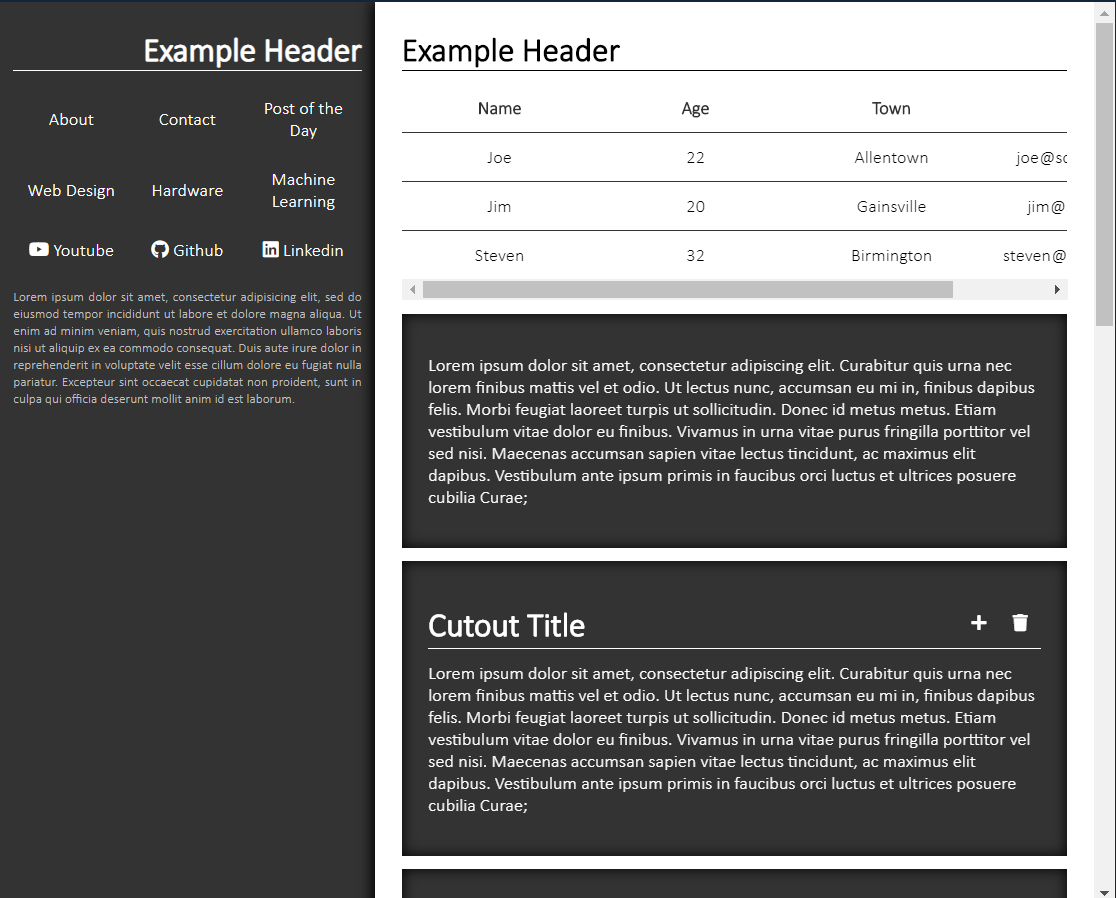 Example Header
About Contact Post of the
Day
Web Design Hardware Machine
Learning
Youtube Github Linkedin
Lorem ipsum dolor sit amet, consectetur adipisicing elit, sed do
eiusmod tempor incididunt ut labore et dolore magna aliqua. Ut
enim ad minim veniam, quis nostrud exercitation ullamco laboris
nisi ut aliquip ex ea commodo consequat. Duis aute irure dolor in
reprehenderit in voluptate velit esse cillum dolore eu fugiat nulla
pariatur. Excepteur sint occaecat cupidatat non proident, sunt in
culpa qui officia deserunt mollit anim id est laborum.
Example Header
Name Age Town
Joe 22 Allentown joe@sc
Jim 20 Gainsville jim@
Steven 32 Birmington steven@
Lorem ipsum dolor sit amet, consectetur adipiscing elit. Curabitur quis urna nec
lorem finibus mattis vel et odio. Ut lectus nunc, accumsan eu mi in, finibus dapibus
felis. Morbi feugiat laoreet turpis ut sollicitudin. Donec id metus metus. Etiam
vestibulum vitae dolor eu finibus. Vivamus in urna vitae purus fringilla porttitor vel
sed nisi. Maecenas accumsan sapien vitae lectus tincidunt, ac maximus elit
dapibus. Vestibulum ante ipsum primis in faucibus orci luctus et ultrices posuere
cubilia Curae;
Cutout Title
Lorem ipsum dolor sit amet, consectetur adipiscing elit. Curabitur quis urna nec
lorem finibus mattis vel et odio. Ut lectus nunc, accumsan eu mi in, finibus dapibus
felis. Morbi feugiat laoreet turpis ut sollicitudin. Donec id metus metus. Etiam
vestibulum vitae dolor eu finibus. Vivamus in urna vitae purus fringilla porttitor vel
sed nisi. Maecenas accumsan sapien vitae lectus tincidunt, ac maximus elit
dapibus. Vestibulum ante ipsum primis in faucibus orci luctus et ultrices posuere
cubilia Curae;